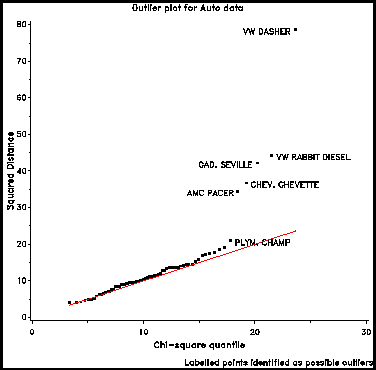 Outlier plot for Auto data
80
70
60
50
40
30
20
10
0
Squared Distance
VW DASHER
VW RABBIT DIESEL
CAD. SEVILLE
CHEV. CHEVETTE
AMC PACER
PLYM. CHAMP
0 10 20 30
Chi-square quantile
Labelled points identified as possible outliers